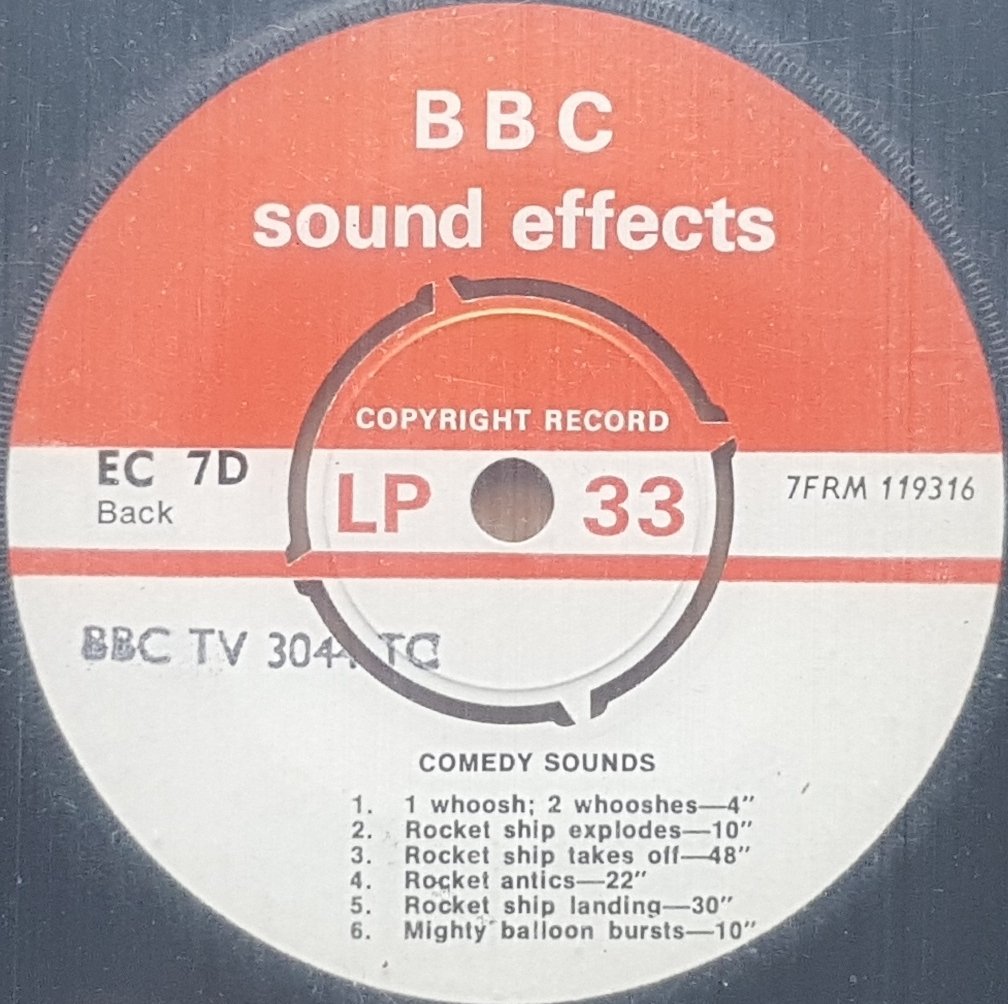 BBC
sound effects
COPYRIGHT RECORD
EC 7D
Back
LP 33
7FRM 119316
BBC TV TC
COMEDY SOUNDS
1. 1 whoosh; 2 whooshes—4"
2. Rocket ship explodes—10"
3. Rocket ship takes off—48"
4. Rocket antics—22"
5. Rocket ship landing—30"
6. Mighty balloon bursts—10"